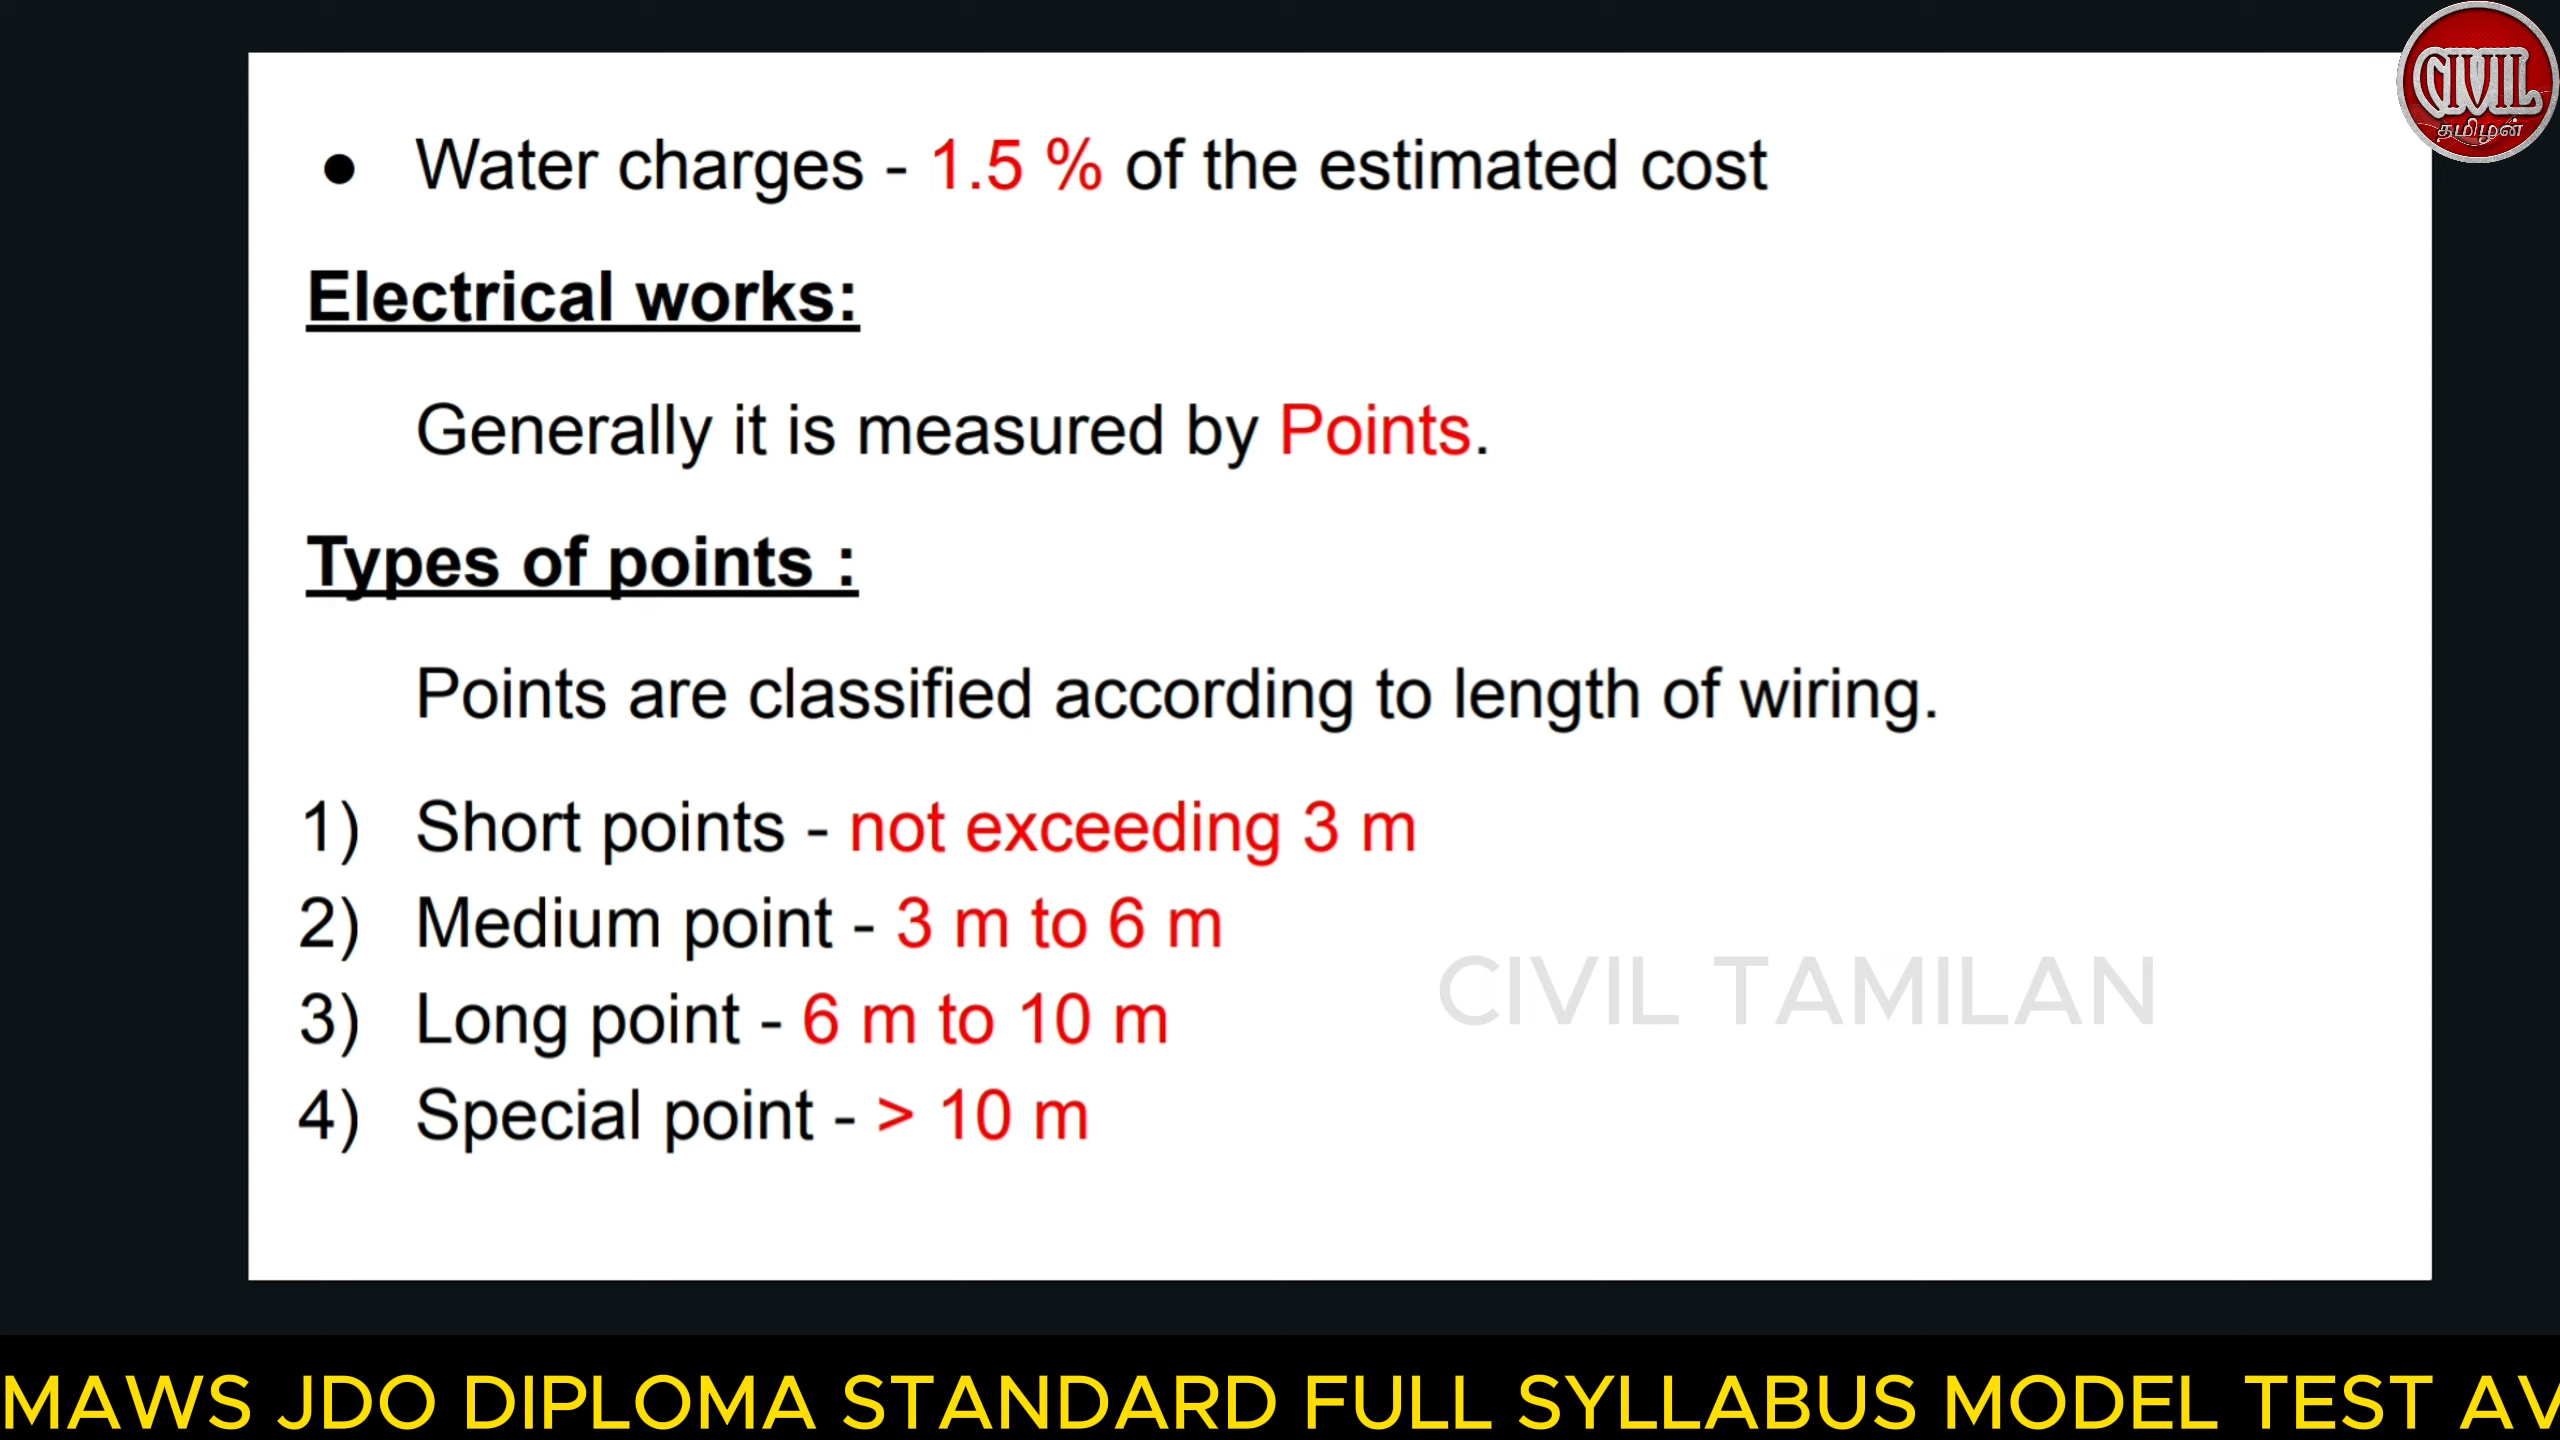 CIVIL
தமிழன்
● Water charges - 1.5 % of the estimated cost
Electrical works:
Generally it is measured by Points.
Types of points :
Points are classified according to length of wiring.
1) Short points - not exceeding 3 m
2) Medium point - 3 m to 6 m
3) Long point - 6 m to 10 m
4) Special point - > 10 m
CIVIL TAMILAN
MAWS JDO DIPLOMA STANDARD FULL SYLLABUS MODEL TEST AV